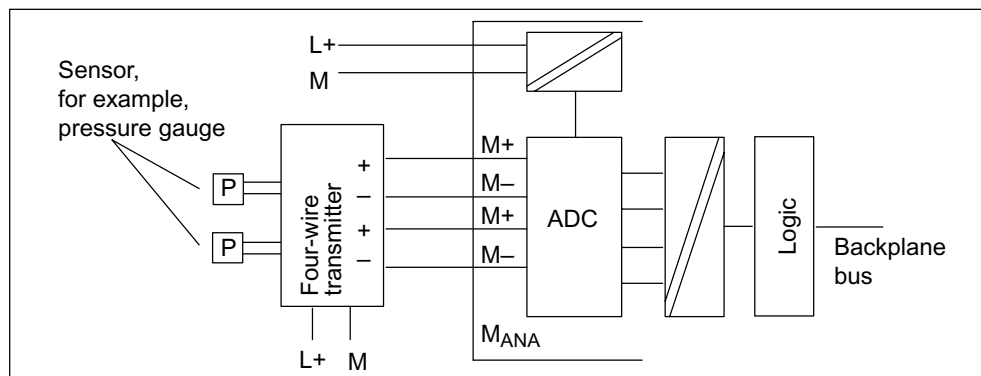 L+
M
Sensor,
for example,
pressure gauge
P
P
Four-wire
transmitter
+
–
+
–
L+
M
M+
M–
M+
M–
MANA
ADC
Logic
Backplane
bus